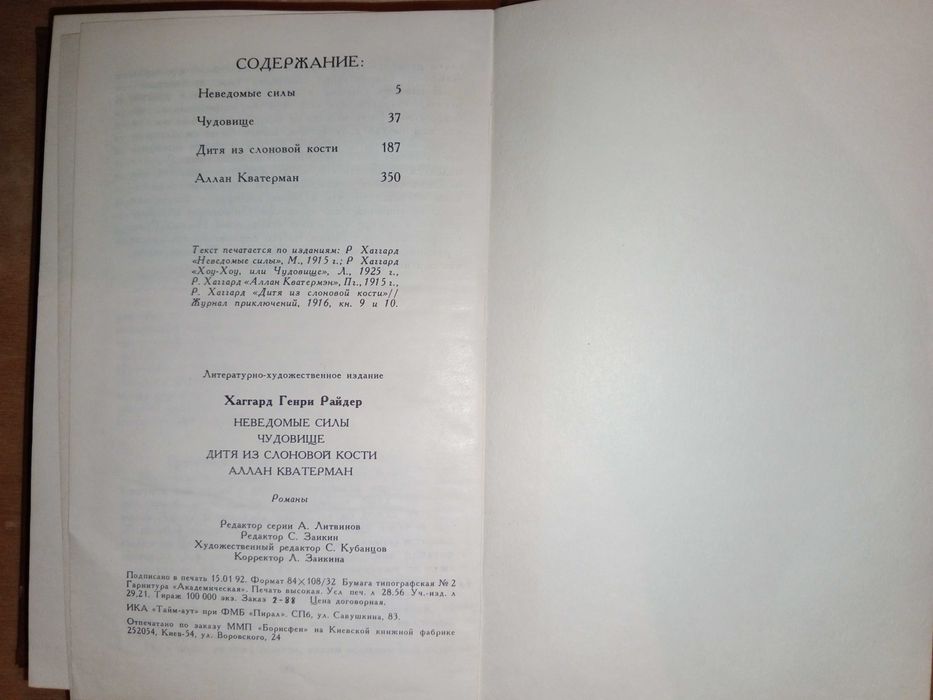 СОДЕРЖАНИЕ:
Неведомые силы 5
Чудовище 37
Дитя из слоновой кости 187
Аллан Кватерман 350
Текст печатается по изданиям: Р Хаггард
«Неведомые силы», М., 1915 г.; Р Хаггард
«Хоу-Хоу, или Чудовище», Л., 1925 г.,
Р. Хаггард «Аллан Кватермэн», Пг., 1915 г.,
Р. Хаггард «Дитя из слоновой кости»//
Журнал приключений, 1916, кн. 9 и 10.
Литературно-художественное издание
Хаггард Генри Райдер
НЕВЕДОМЫЕ СИЛЫ
ЧУДОВИЩЕ
ДИТЯ ИЗ СЛОНОВОЙ КОСТИ
АЛЛАН КВАТЕРМАН
Романы
Редактор серии А. Литвинов
Редактор С. Заикин
Художественный редактор С. Кубанцов
Корректор Л. Заикина
Подписано в печать 15.01 92. Формат 84×108/32 Бумага типографская № 2
Гарнитура «Академическая». Печать высокая. Усл печ. л 28.56 Уч.-изд. л
29.21. Тираж 100 000 экз. Заказ 2-88 Цена договорная.
ИКА «Тайм-аут» при ФМБ «Пирал». СПб, ул. Савушкина, 83.
Отпечатано по заказу ММП «Борисфен» на Киевской книжной фабрике
252054, Киев-54, ул. Воровского, 24